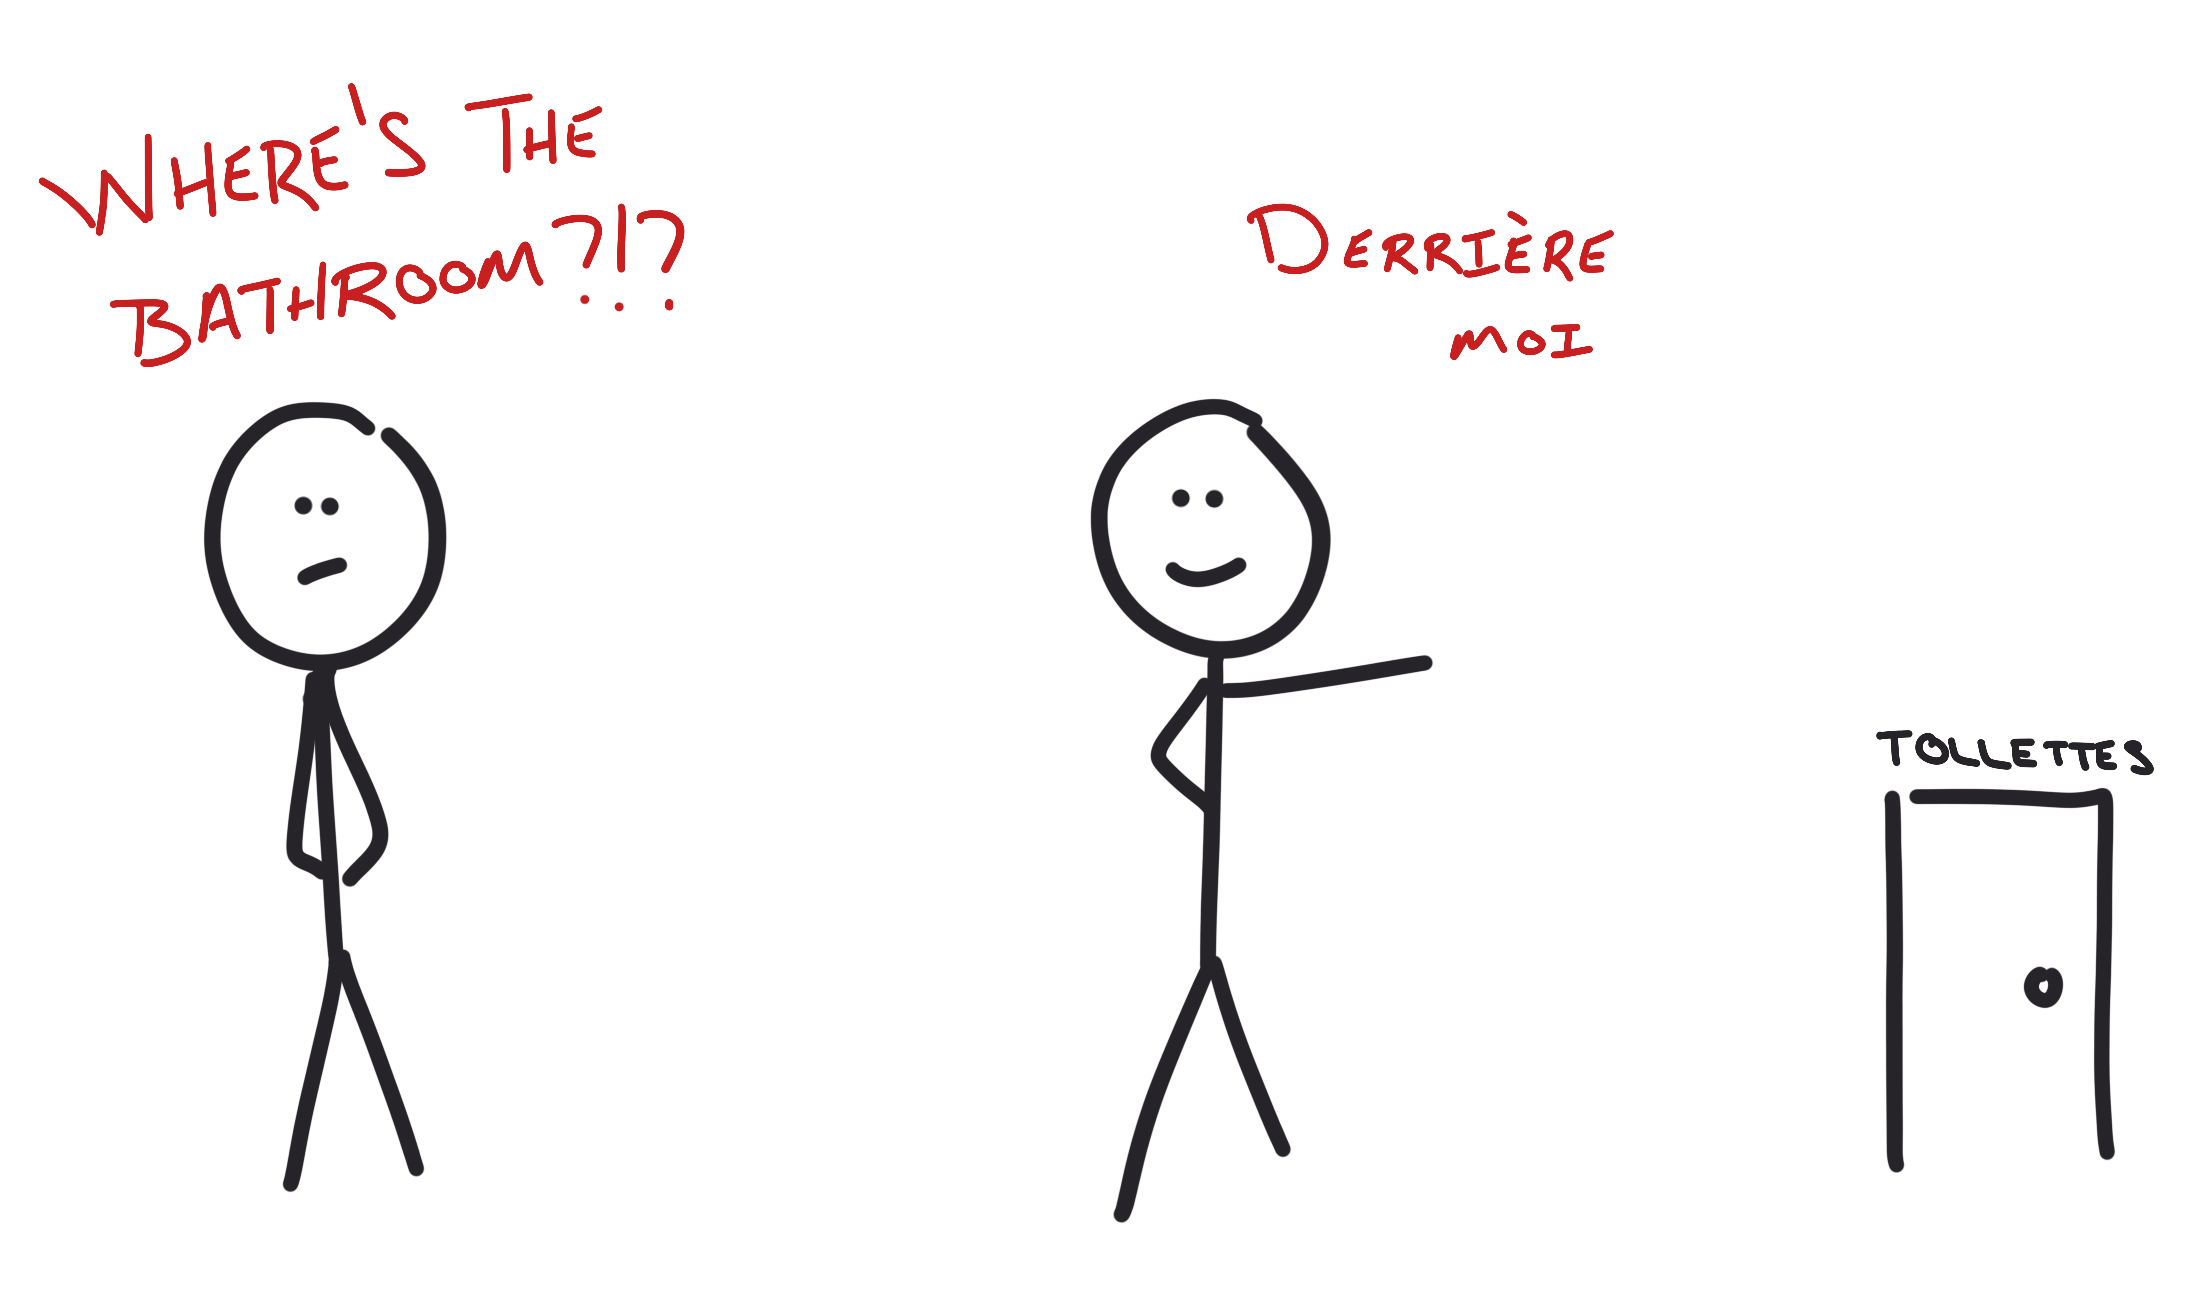 WHERE'S THE
BATHROOM?!?
DERRIÈRE
MOI
TOLLETTES